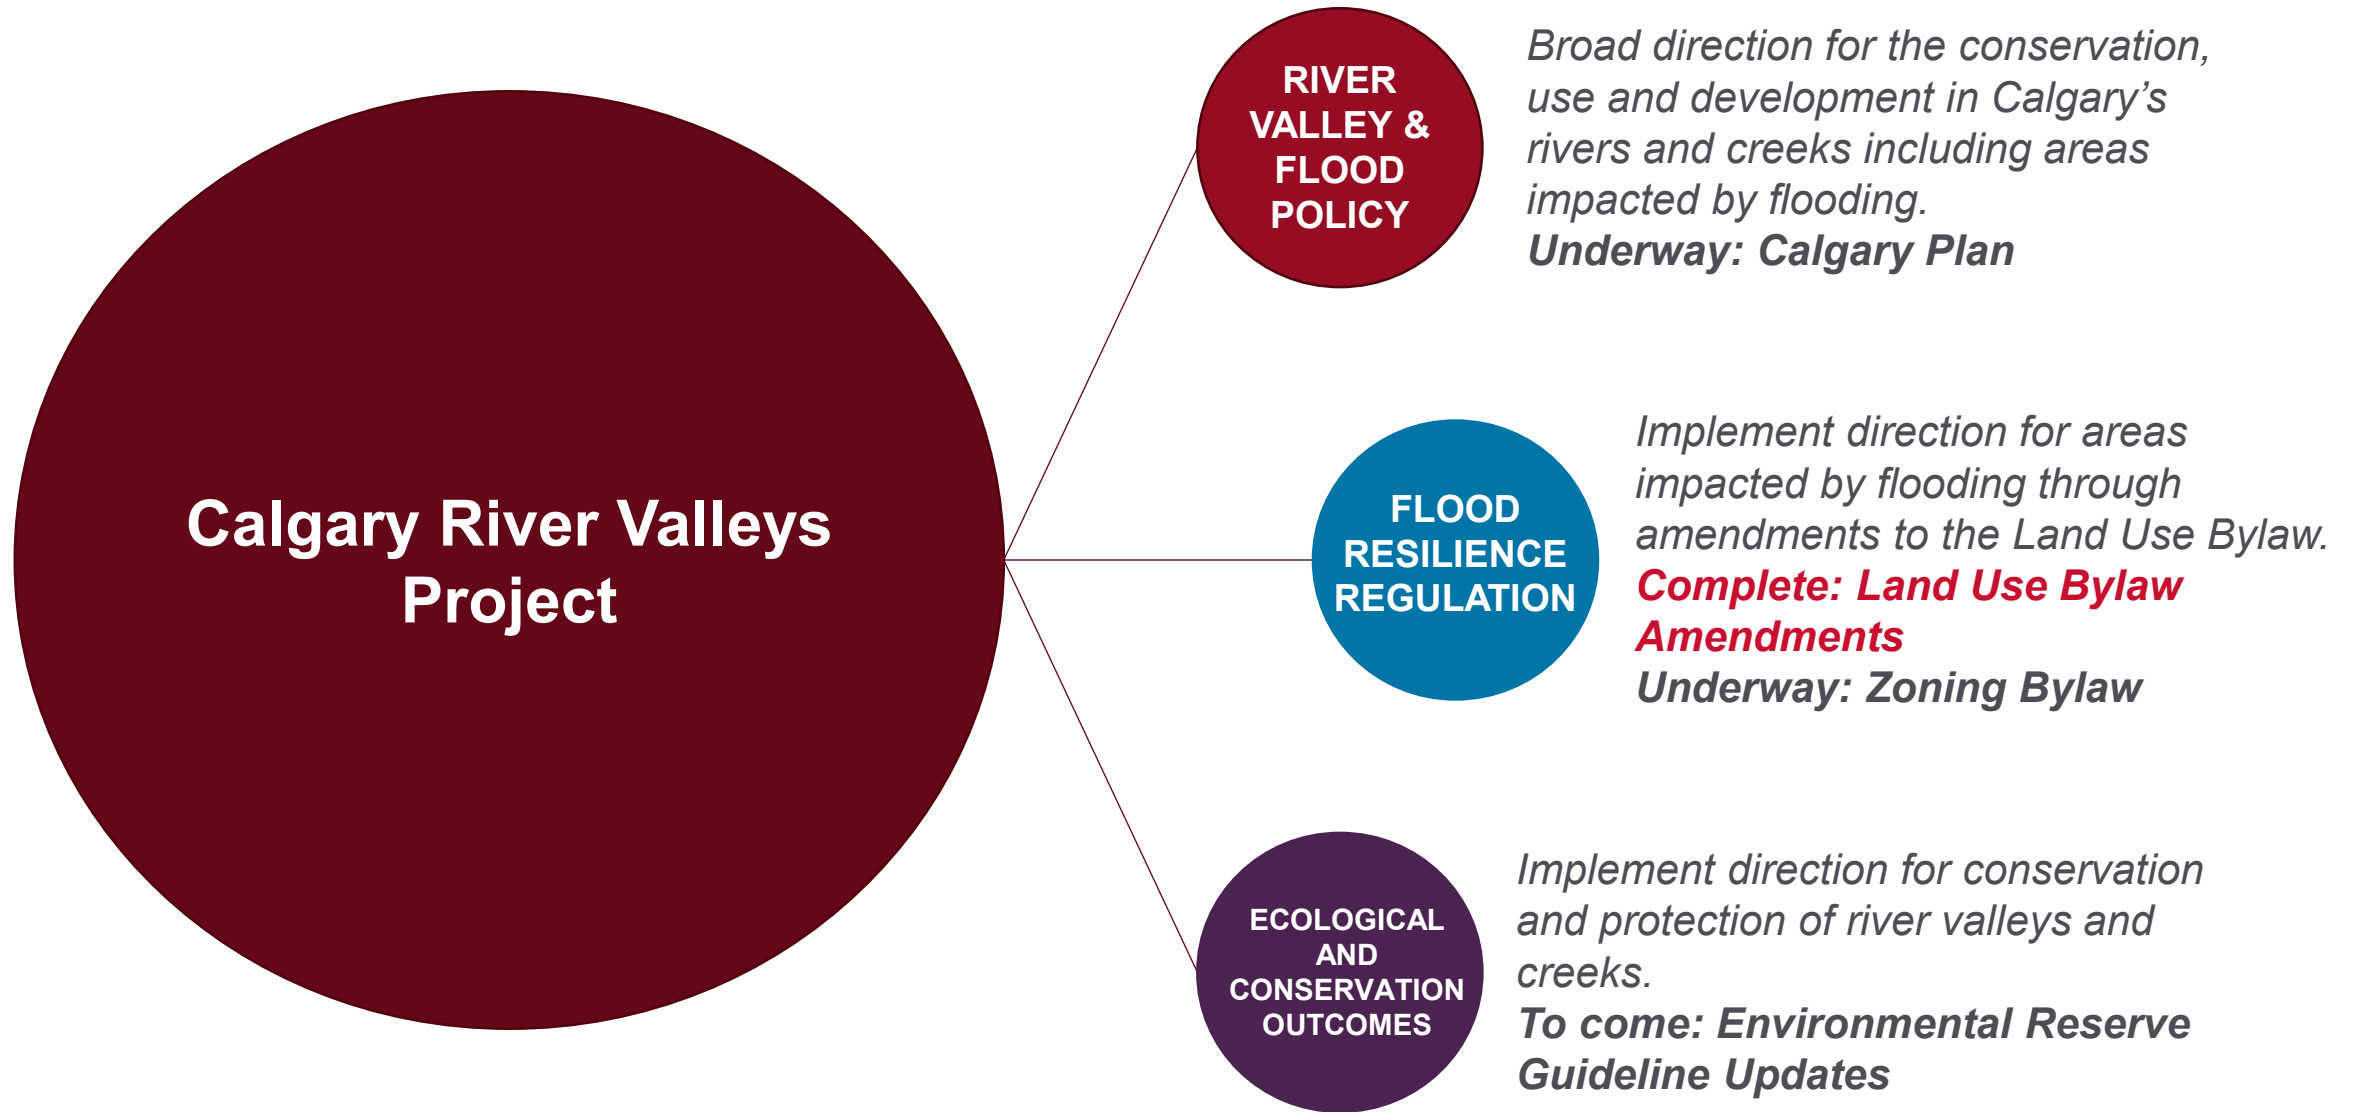 Calgary River Valleys
Project
RIVER
VALLEY &
FLOOD
POLICY
Broad direction for the conservation,
use and development in Calgary’s
rivers and creeks including areas
impacted by flooding.
Underway: Calgary Plan
FLOOD
RESILIENCE
REGULATION
Implement direction for areas
impacted by flooding through
amendments to the Land Use Bylaw.
Complete: Land Use Bylaw
Amendments
Underway: Zoning Bylaw
ECOLOGICAL
AND
CONSERVATION
OUTCOMES
Implement direction for conservation
and protection of river valleys and
creeks.
To come: Environmental Reserve
Guideline Updates